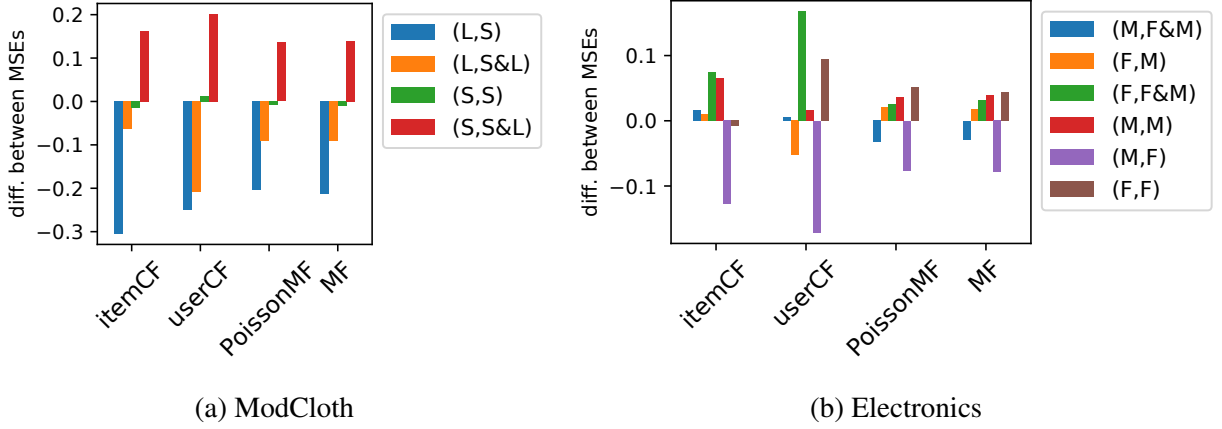 diff. between MSEs
0.2
0.1
0.0
−0.1
−0.2
−0.3
itemCF
userCF
PoissonMF
MF
(L,S)
(L,S&L)
(S,S)
(S,S&L)
(a) ModCloth
diff. between MSEs
0.1
0.0
−0.1
itemCF
userCF
PoissonMF
MF
(M,F&M)
(F,M)
(F,F&M)
(M,M)
(M,F)
(F,F)
(b) Electronics